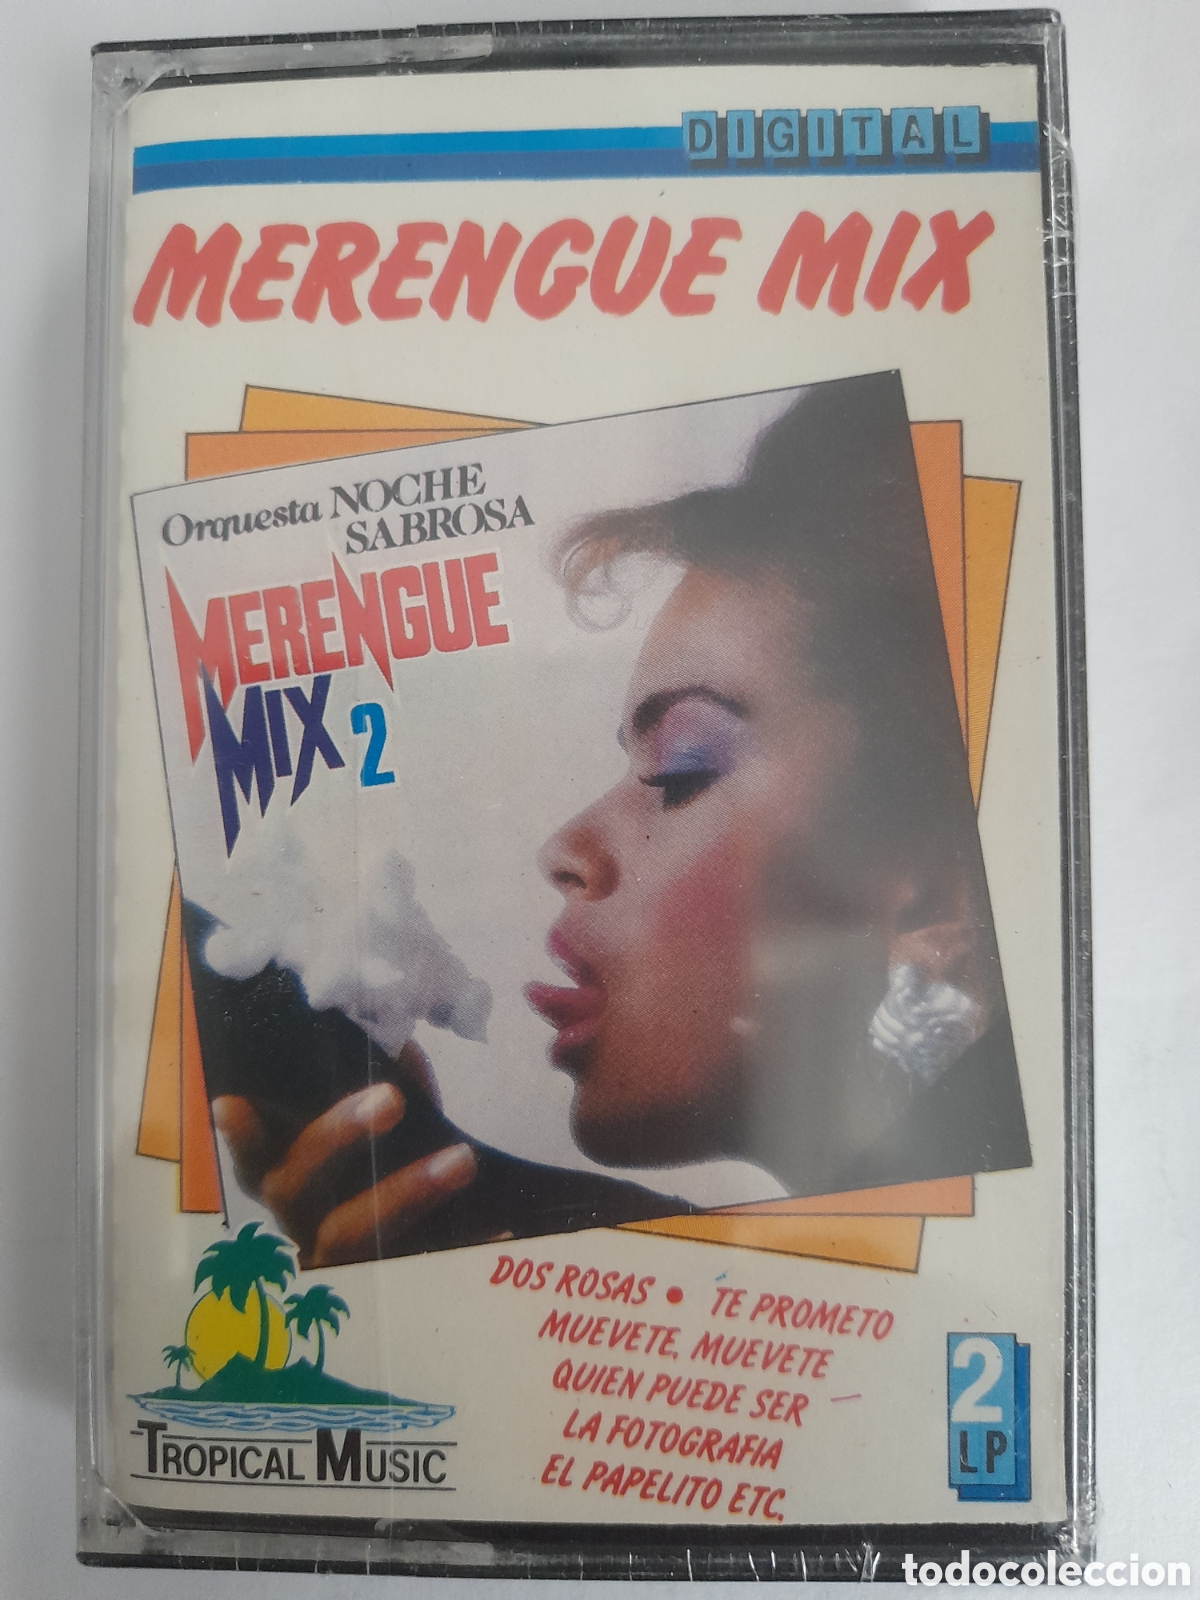 DIGITAL
MERENGUE MIX
Orquesta NOCHE
SABROSA
MERENGUE
MIX 2
DOS ROSAS • TE PROMETO
MUEVETE, MUEVETE
QUIEN PUEDE SER
LA FOTOGRAFIA
EL PAPELITO ETC.
TROPICAL MUSIC
2
LP
todocoleccion